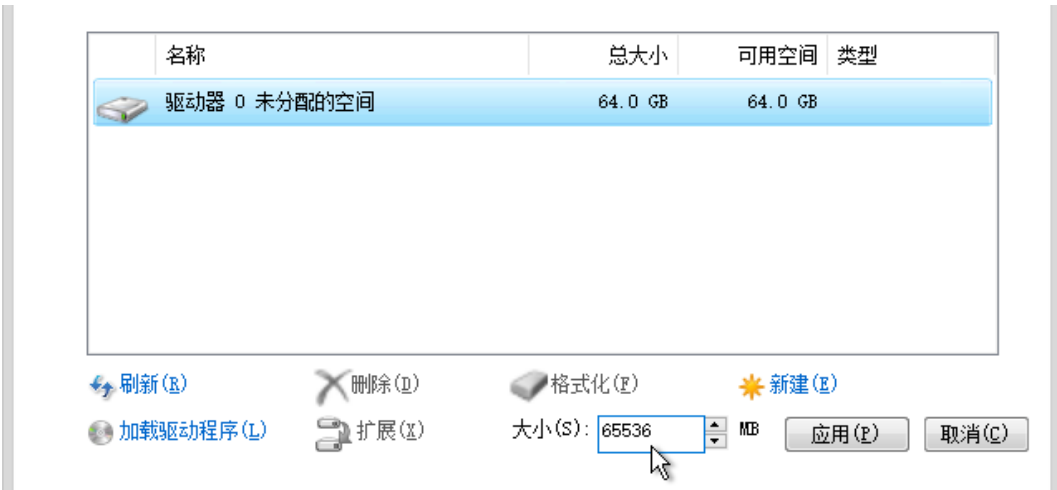 名称 总大小 可用空间 类型
驱动器 0 未分配的空间 64.0 GB 64.0 GB
刷新(R) 删除(D) 格式化(F) 新建(E)
加载驱动程序(L) 扩展(X) 大小(S): 65536 MB 应用(P) 取消(C)